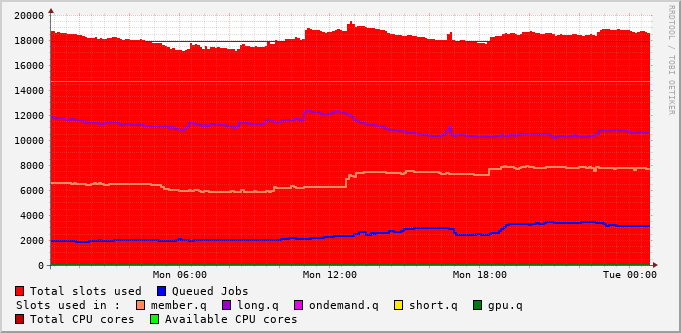 20000
18000
16000
14000
12000
10000
8000
6000
4000
2000
0
Mon 06:00 Mon 12:00 Mon 18:00 Tue 00:00
RRDTOOL / TOBI OETIKER
Total slots used Queued Jobs
Slots used in : member.q long.q ondemand.q short.q gpu.q
Total CPU cores Available CPU cores